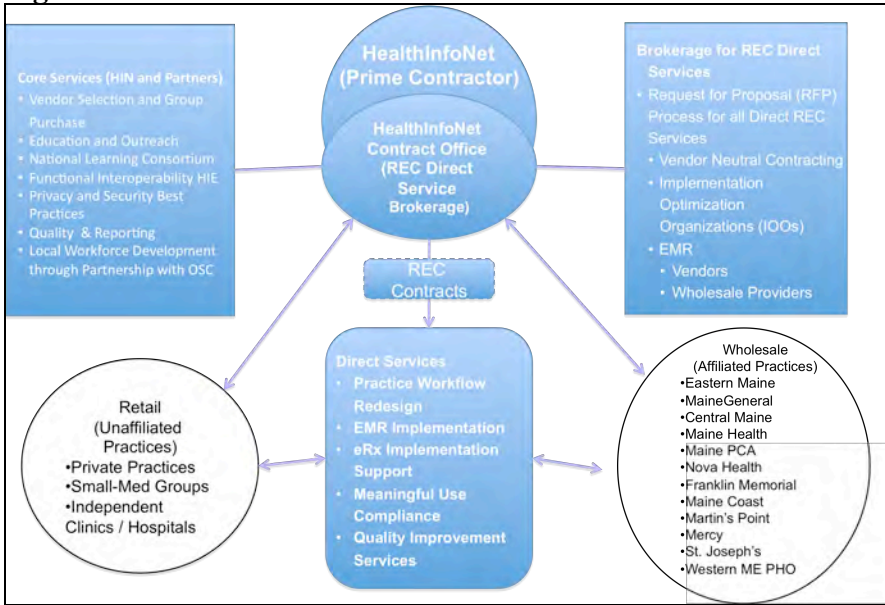 HealthInfoNet
(Prime Contractor)
HealthInfoNet
Contract Office
(REC Direct
Service
Brokerage)
Core Services (HIN and Partners)
• Vendor Selection and Group
Purchase
• Education and Outreach
• National Learning Consortium
• Functional Interoperability HIE
• Privacy and Security Best
Practices
• Quality & Reporting
• Local Workforce Development
through Partnership with OSC
Brokerage for REC Direct
Services
• Request for Proposal (RFP)
Process for all Direct REC
Services
• Vendor Neutral Contracting
• Implementation
Optimization
Organizations (IOOs)
• EMR
• Vendors
• Wholesale Providers
REC
Contracts
Retail
(Unaffiliated
Practices)
•Private Practices
•Small-Med Groups
•Independent
Clinics / Hospitals
Direct Services
• Practice Workflow
Redesign
• EMR Implementation
• eRx Implementation
Support
• Meaningful Use
Compliance
• Quality Improvement
Services
Wholesale
(Affiliated Practices)
•Eastern Maine
•MaineGeneral
•Central Maine
•Maine Health
•Maine PCA
•Nova Health
•Franklin Memorial
•Maine Coast
•Martin's Point
•Mercy
•St. Joseph's
•Western ME PHO